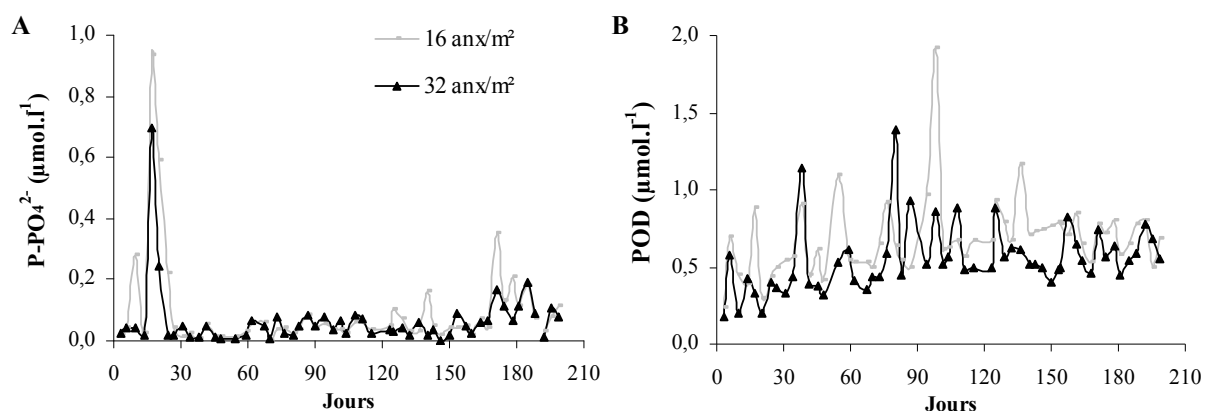 A
P-PO₄²⁻ (µmol.l⁻¹)
1,0
0,8
0,6
0,4
0,2
0,0
0 30 60 90 120 150 180 210
Jours
16 anx/m²
32 anx/m²
B
POD (µmol.l⁻¹)
2,0
1,5
1,0
0,5
0,0
0 30 60 90 120 150 180 210
Jours